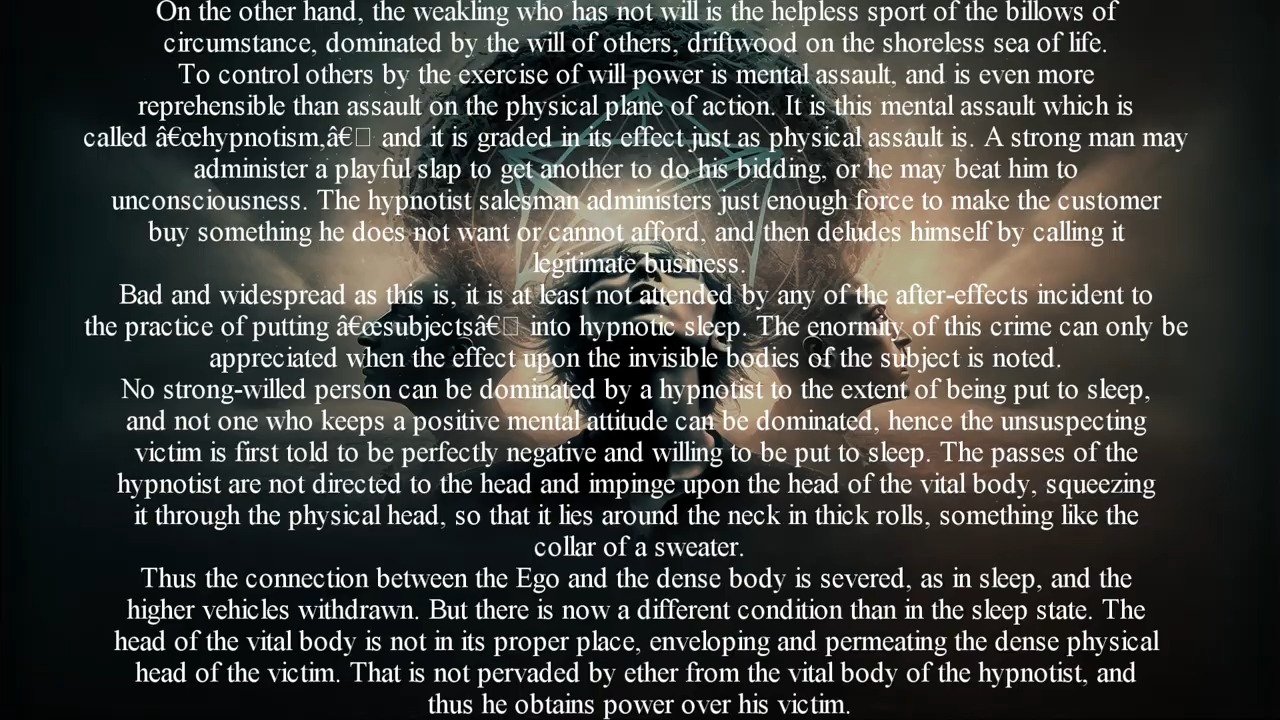 On the other hand, the weakling who has not will is the helpless sport of the billows of
circumstance, dominated by the will of others, driftwood on the shoreless sea of life.
To control others by the exercise of will power is mental assault, and is even more
reprehensible than assault on the physical plane of action. It is this mental assault which is
called â€œhypnotism,â€□ and it is graded in its effect just as physical assault is. A strong man may
administer a playful slap to get another to do his bidding, or he may beat him to
unconsciousness. The hypnotist salesman administers just enough force to make the customer
buy something he does not want or cannot afford, and then deludes himself by calling it
legitimate business.
Bad and widespread as this is, it is at least not attended by any of the after-effects incident to
the practice of putting â€œsubjectsâ€□ into hypnotic sleep. The enormity of this crime can only be
appreciated when the effect upon the invisible bodies of the subject is noted.
No strong-willed person can be dominated by a hypnotist to the extent of being put to sleep,
and not one who keeps a positive mental attitude can be dominated, hence the unsuspecting
victim is first told to be perfectly negative and willing to be put to sleep. The passes of the
hypnotist are not directed to the head and impinge upon the head of the vital body, squeezing
it through the physical head, so that it lies around the neck in thick rolls, something like the
collar of a sweater.
Thus the connection between the Ego and the dense body is severed, as in sleep, and the
higher vehicles withdrawn. But there is now a different condition than in the sleep state. The
head of the vital body is not in its proper place, enveloping and permeating the dense physical
head of the victim. That is not pervaded by ether from the vital body of the hypnotist, and
thus he obtains power over his victim.